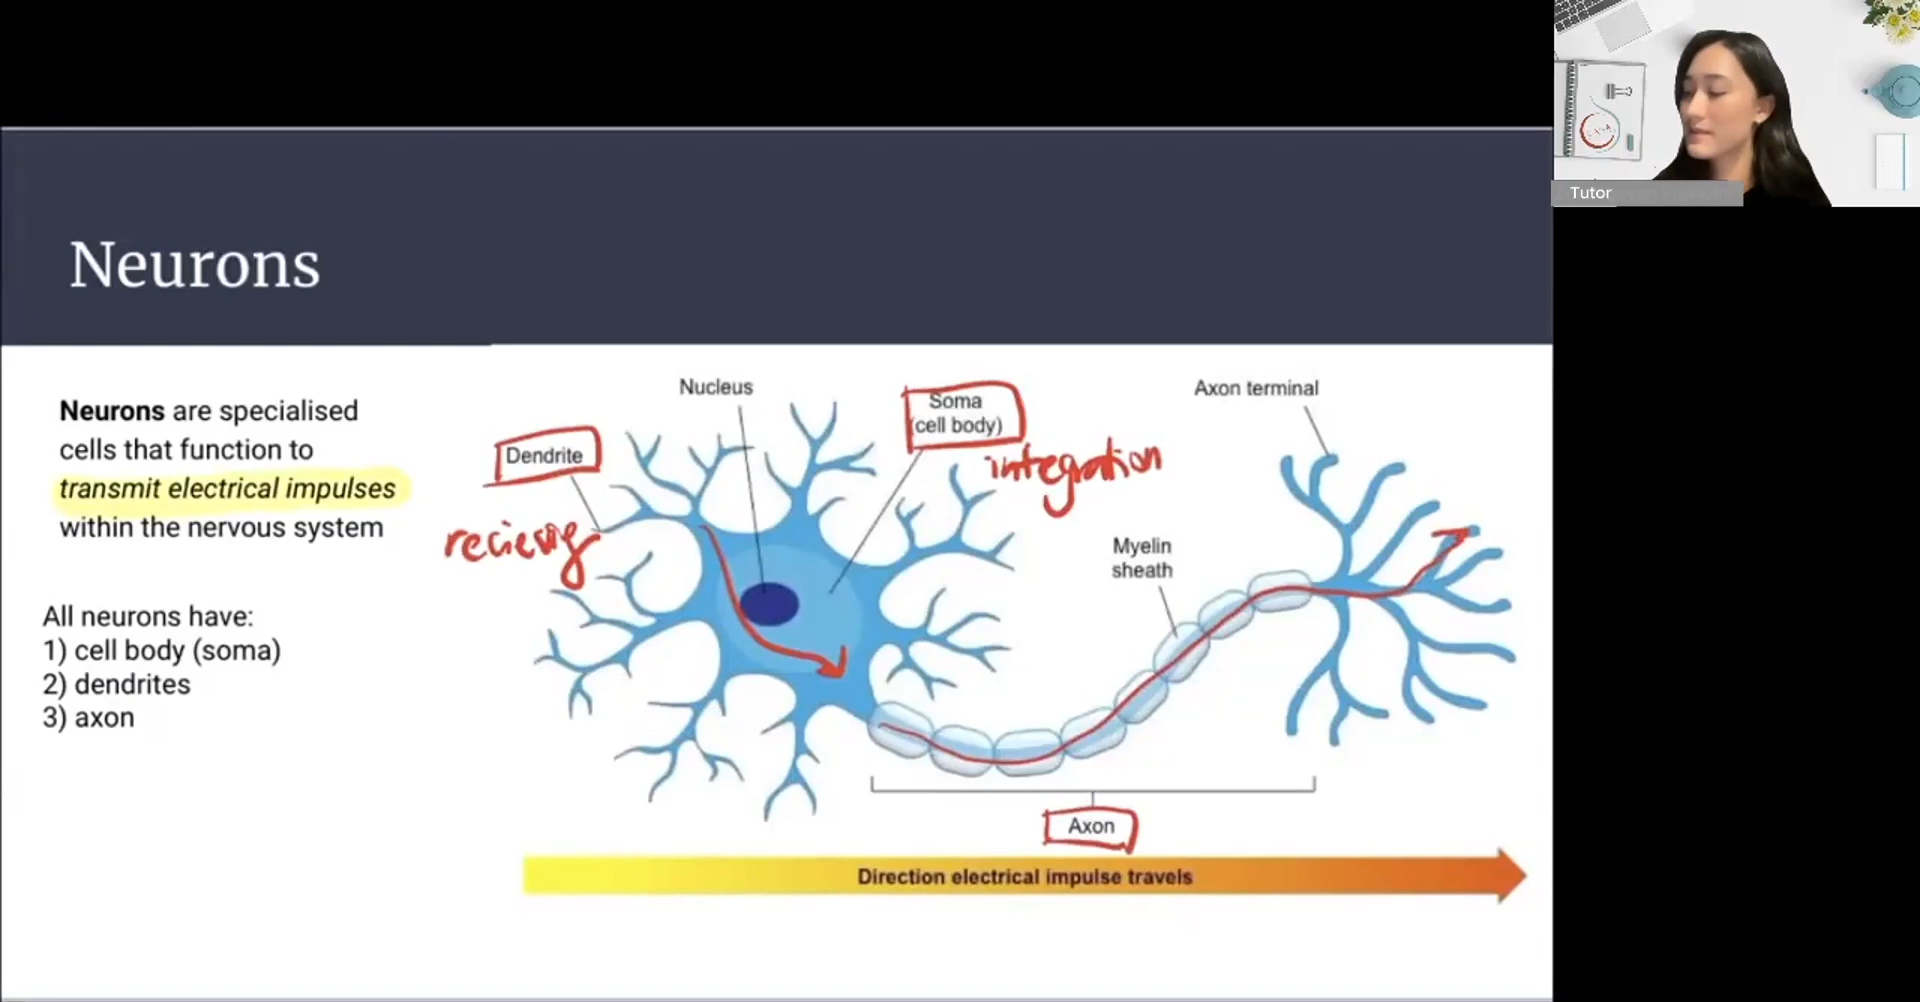 Tutor
Neurons
Neurons are specialised
cells that function to
transmit electrical impulses
within the nervous system
All neurons have:
1) cell body (soma)
2) dendrites
3) axon
Nucleus
Soma
(cell body)
Axon terminal
Dendrite
integration
Myelin
sheath
Axon
Direction electrical impulse travels